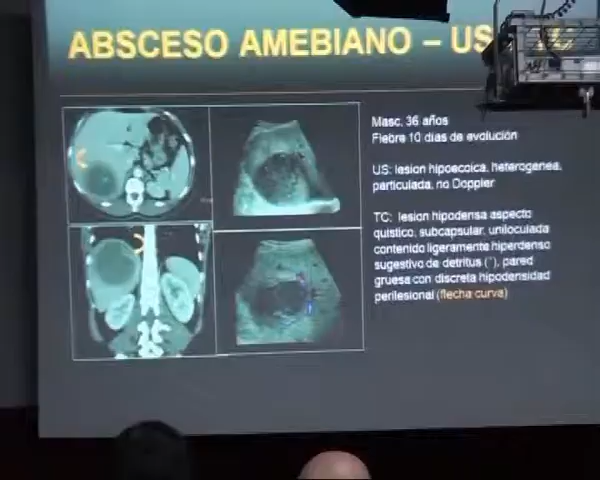 ABSCESO AMEBIANO – US
Masc. 36 años
Fiebre 10 dias de evolución
US: lesion hipoecoica, heterogenea,
particulada, no Doppler
TC: lesion hipodensa aspecto
quistico, subcapsular, uniloculada
contenido ligeramente hiperdenso
sugestivo de detritus (*), pared
gruesa con discreta hipodensidad
perilesional (flecha curva)